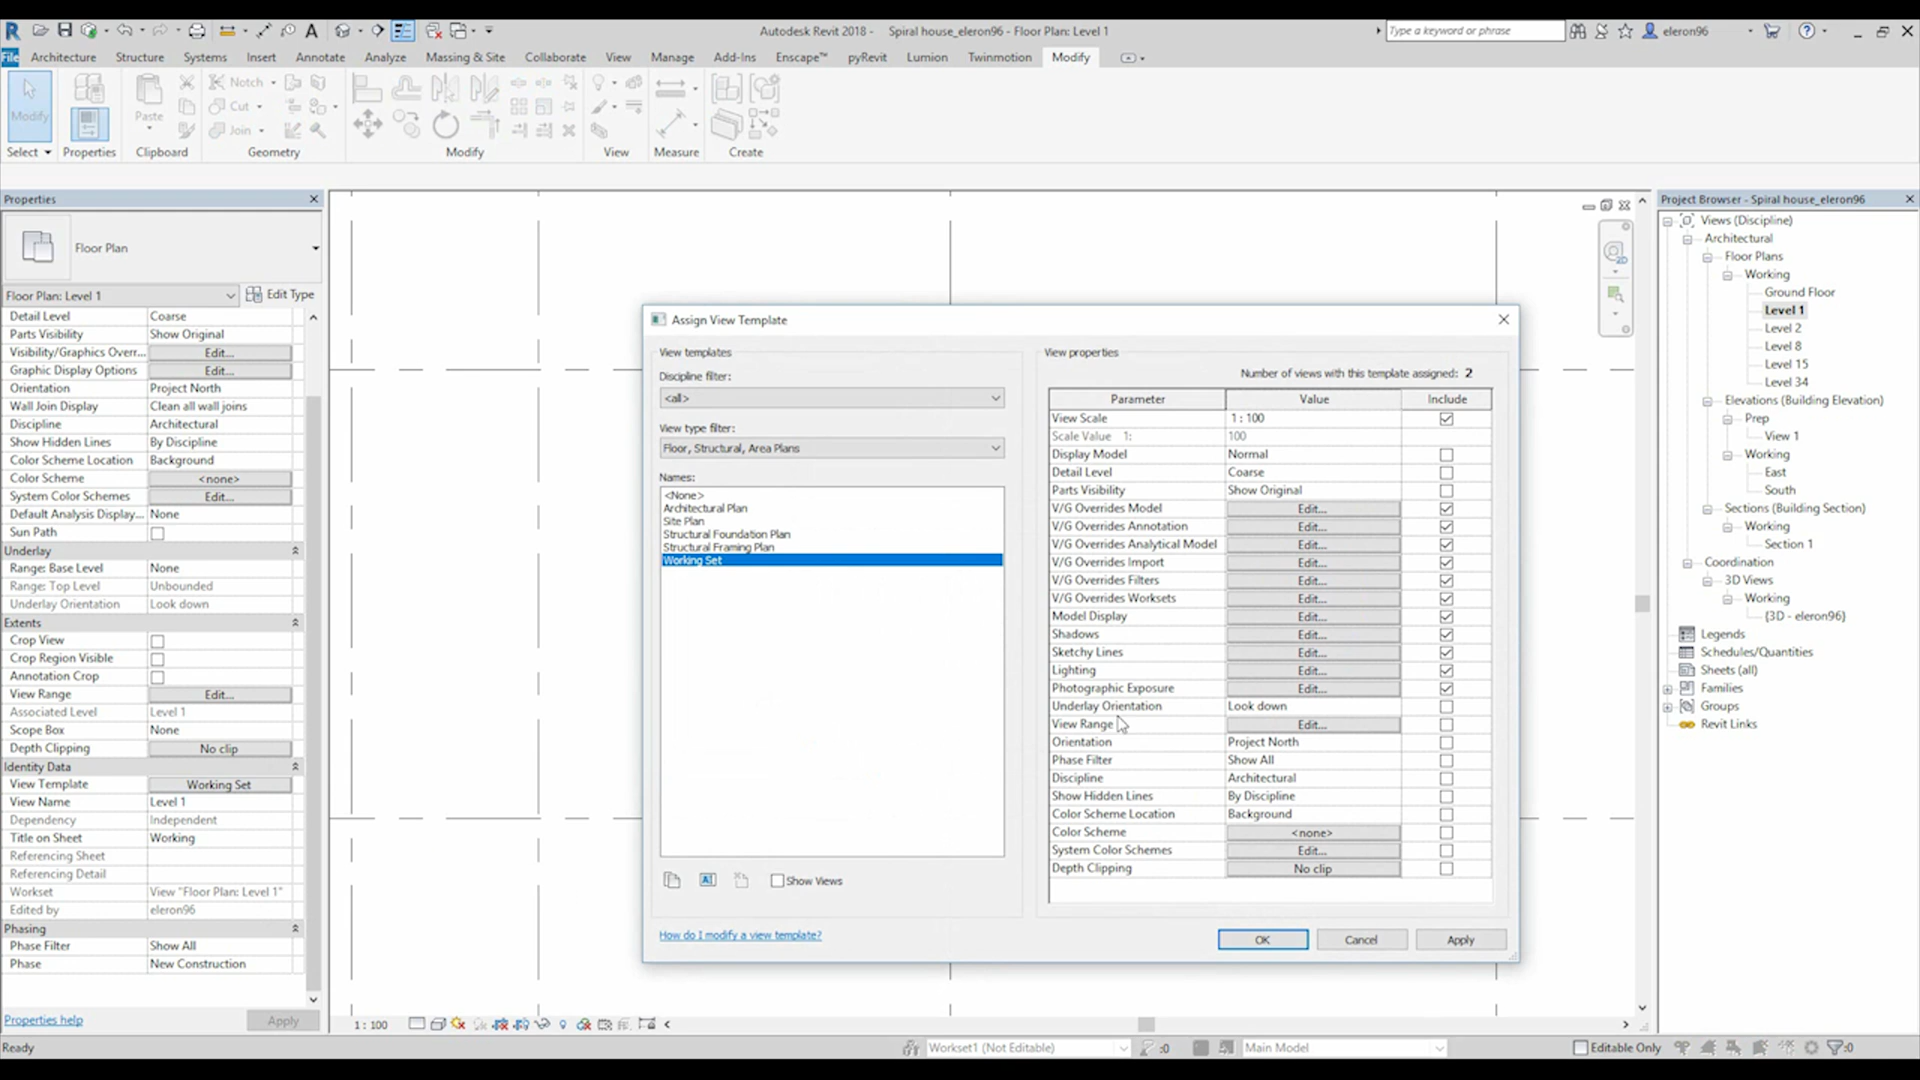 Autodesk Revit 2018 - Spiral house_eleron96 - Floor Plan: Level 1
Type a keyword or phrase
eleron96
File Architecture Structure Systems Insert Annotate Analyze Massing & Site Collaborate View Manage Add-Ins Enscape™ pyRevit Lumion Twinmotion Modify
Modify
Paste
Notch
Cut
Join
Select Properties Clipboard Geometry Modify View Measure Create
Properties
Floor Plan
Floor Plan: Level 1 Edit Type
Detail Level Coarse
Parts Visibility Show Original
Visibility/Graphics Overr... Edit...
Graphic Display Options Edit...
Orientation Project North
Wall Join Display Clean all wall joins
Discipline Architectural
Show Hidden Lines By Discipline
Color Scheme Location Background
Color Scheme <none>
System Color Schemes Edit...
Default Analysis Display... None
Sun Path
Underlay
Range: Base Level None
Range: Top Level Unbounded
Underlay Orientation Look down
Extents
Crop View
Crop Region Visible
Annotation Crop
View Range Edit...
Associated Level Level 1
Scope Box None
Depth Clipping No clip
Identity Data
View Template Working Set
View Name Level 1
Dependency Independent
Title on Sheet Working
Referencing Sheet
Referencing Detail
Workset View "Floor Plan: Level 1"
Edited by eleron96
Phasing
Phase Filter Show All
Phase New Construction
Properties help Apply
Assign View Template
View templates
Discipline filter:
<all>
View type filter:
Floor, Structural, Area Plans
Names:
<None>
Architectural Plan
Site Plan
Structural Foundation Plan
Structural Framing Plan
Working Set
Show Views
How do I modify a view template?
View properties
Number of views with this template assigned: 2
Parameter Value Include
View Scale 1 : 100
Scale Value 1: 100
Display Model Normal
Detail Level Coarse
Parts Visibility Show Original
V/G Overrides Model Edit...
V/G Overrides Annotation Edit...
V/G Overrides Analytical Model Edit...
V/G Overrides Import Edit...
V/G Overrides Filters Edit...
V/G Overrides Worksets Edit...
Model Display Edit...
Shadows Edit...
Sketchy Lines Edit...
Lighting Edit...
Photographic Exposure Edit...
Underlay Orientation Look down
View Range Edit...
Orientation Project North
Phase Filter Show All
Discipline Architectural
Show Hidden Lines By Discipline
Color Scheme Location Background
Color Scheme <none>
System Color Schemes Edit...
Depth Clipping No clip
OK Cancel Apply
2D
Project Browser - Spiral house_eleron96
Views (Discipline)
Architectural
Floor Plans
Working
Ground Floor
Level 1
Level 2
Level 8
Level 15
Level 34
Elevations (Building Elevation)
Prep
View 1
Working
East
South
Sections (Building Section)
Working
Section 1
Coordination
3D Views
Working
{3D - eleron96}
Legends
Schedules/Quantities
Sheets (all)
Families
Groups
Revit Links
1 : 100
Ready
Workset1 (Not Editable) :0 Main Model Editable Only :0